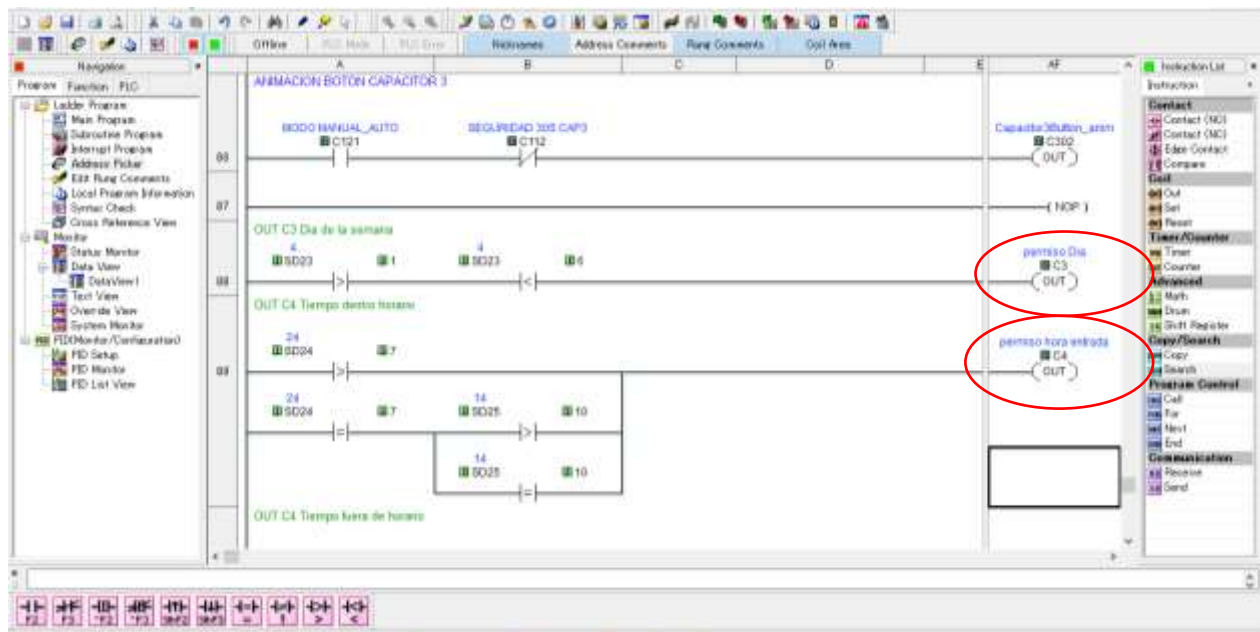 Offline
Nicknames
Address Comments
Rung Comments
Coil Area
Navigation
Program Function PLC
Ladder Program
Main Program
Subroutine Program
Interrupt Program
Address Picker
Edit Rung Comments
Local Program Information
Syntax Check
Cross Reference View
Monitor
Status Monitor
Data View
DataView1
Text View
Override View
System Monitor
PID(Monitor/Configuration)
PID Setup
PID Monitor
PID List View
A B C D E AF
ANIMACION BOTON CAPACITOR 3
MODO MANUAL_AUTO
C121
SEGURIDAD 30S CAP3
C112
Capacitor3Button_anim
C302
OUT
86
87
NOP
OUT C3 Dia de la semana
4
SD23 1
4
SD23 6
permiso Dia
C3
OUT
88
OUT C4 Tiempo dentro horario
24
SD24 7
permiso hora entrada
C4
OUT
89
24
SD24 7
14
SD25 10
14
SD25 10
OUT C4 Tiempo fuera de horario
Instruction List
Instruction
Contact
Contact (NO)
Contact (NC)
Edge Contact
Compare
Coil
Out
Set
Reset
Timer/Counter
Timer
Counter
Advanced
Math
Drum
Shift Register
Copy/Search
Copy
Search
Program Control
Call
For
Next
End
Communication
Receive
Send